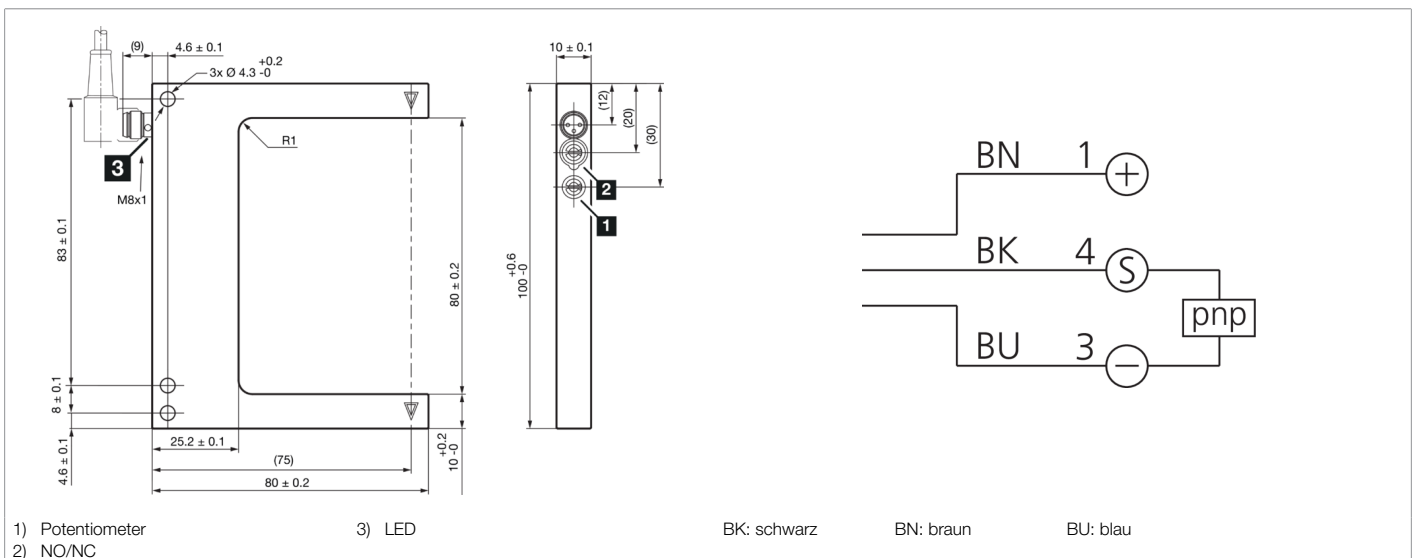 (9)
4.6 ± 0.1
3x Ø 4.3 +0.2 -0
R1
3
M8x1
83 ± 0.1
80 ± 0.2
8 ± 0.1
4.6 ± 0.1
25.2 ± 0.1
(75)
80 ± 0.2
+0.2
10 -0
10 ± 0.1
(12)
(20)
(30)
2
1
+0.6
100 -0
BN 1 +
BK 4 S
pnp
BU 3 −
1) Potentiometer 3) LED BK: schwarz BN: braun BU: blau
2) NO/NC